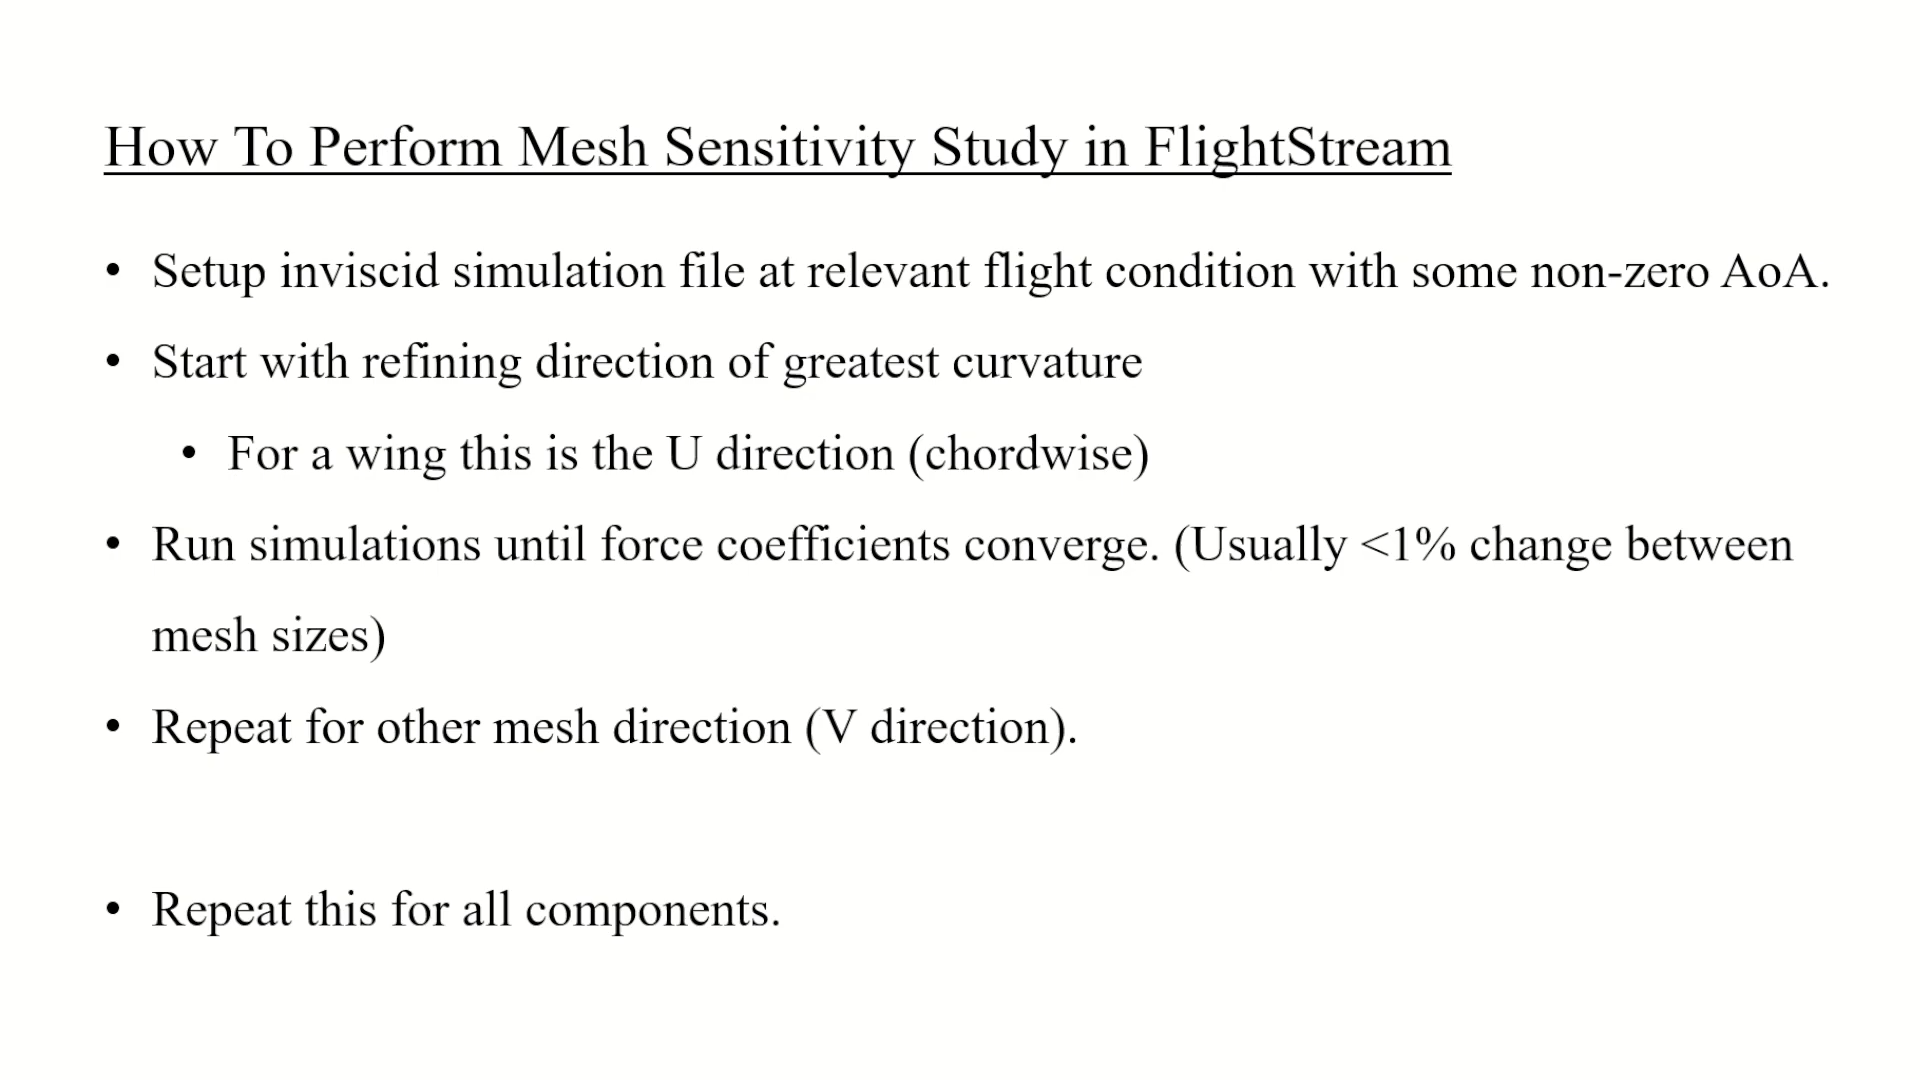 How To Perform Mesh Sensitivity Study in FlightStream
• Setup inviscid simulation file at relevant flight condition with some non-zero AoA.
• Start with refining direction of greatest curvature
• For a wing this is the U direction (chordwise)
• Run simulations until force coefficients converge. (Usually <1% change between
mesh sizes)
• Repeat for other mesh direction (V direction).
• Repeat this for all components.